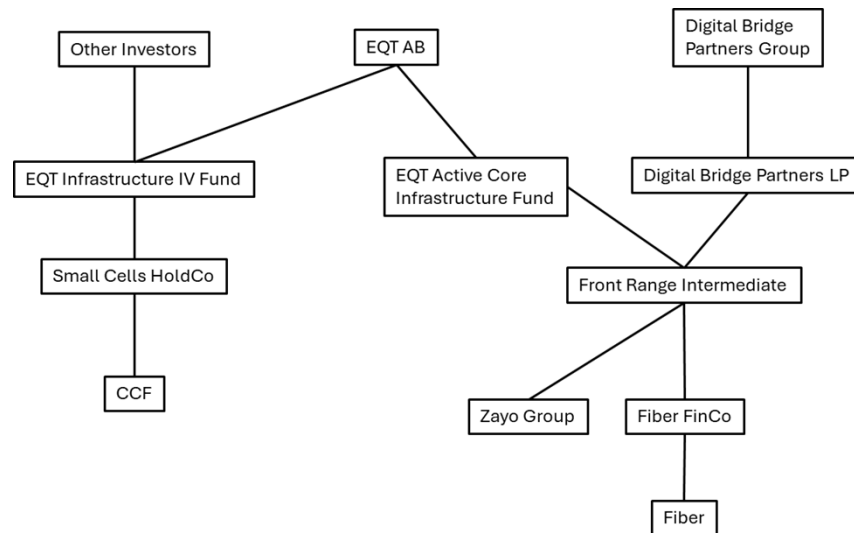 Other Investors
EQT AB
Digital Bridge
Partners Group
EQT Infrastructure IV Fund
EQT Active Core
Infrastructure Fund
Digital Bridge Partners LP
Small Cells HoldCo
Front Range Intermediate
CCF
Zayo Group
Fiber FinCo
Fiber